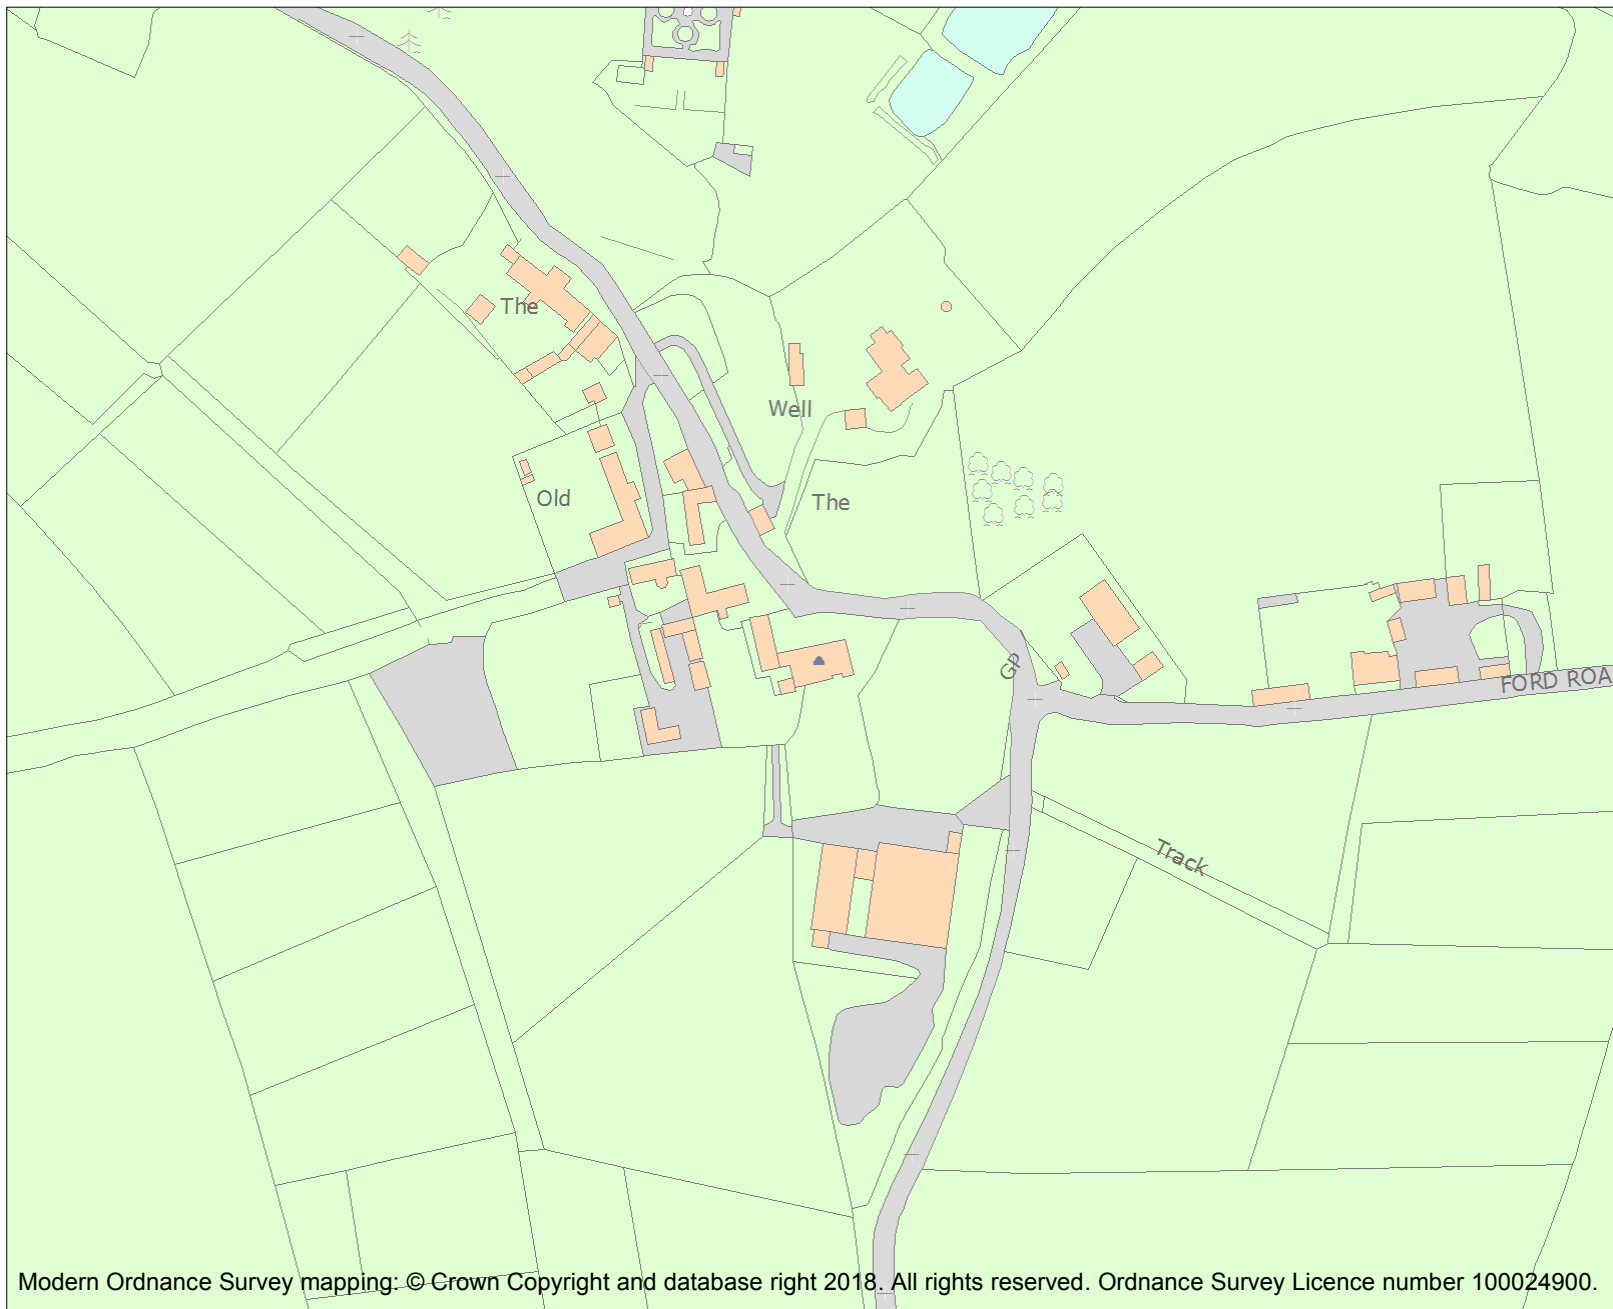 The
Well
Old
The
GP
FORD ROA
Track
Modern Ordnance Survey mapping: © Crown Copyright and database right 2018. All rights reserved. Ordnance Survey Licence number 100024900.